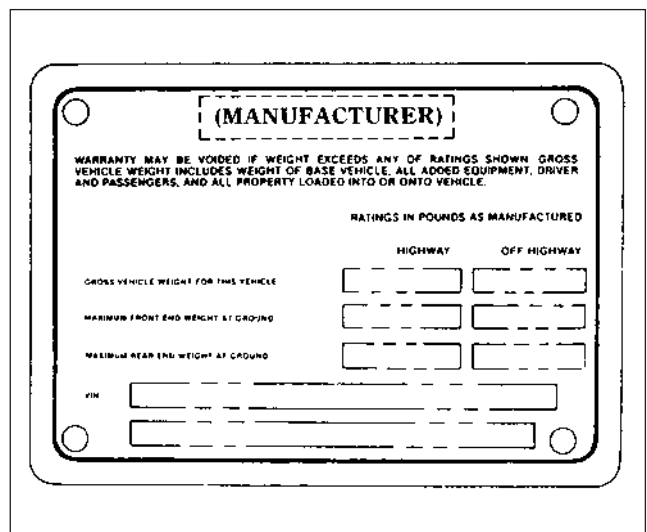 (MANUFACTURER)
WARRANTY MAY BE VOIDED IF WEIGHT EXCEEDS ANY OF RATINGS SHOWN. GROSS
VEHICLE WEIGHT INCLUDES WEIGHT OF BASE VEHICLE, ALL ADDED EQUIPMENT, DRIVER
AND PASSENGERS, AND ALL PROPERTY LOADED INTO OR ONTO VEHICLE.
RATINGS IN POUNDS AS MANUFACTURED
HIGHWAY OFF HIGHWAY
GROSS VEHICLE WEIGHT FOR THIS VEHICLE
MAXIMUM FRONT END WEIGHT AT GROUND
MAXIMUM REAR END WEIGHT AT GROUND
VIN